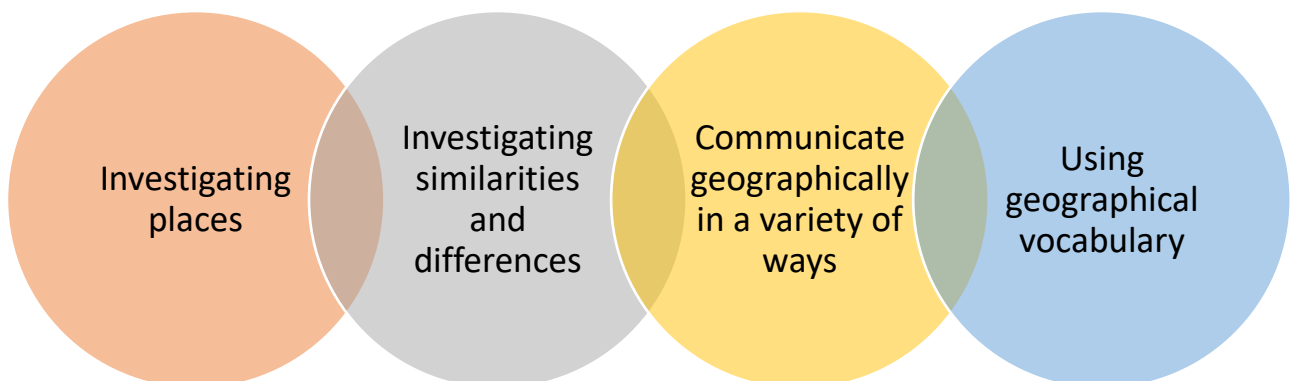 Investigating
places
Investigating
similarities
and
differences
Communicate
geographically
in a variety of
ways
Using
geographical
vocabulary